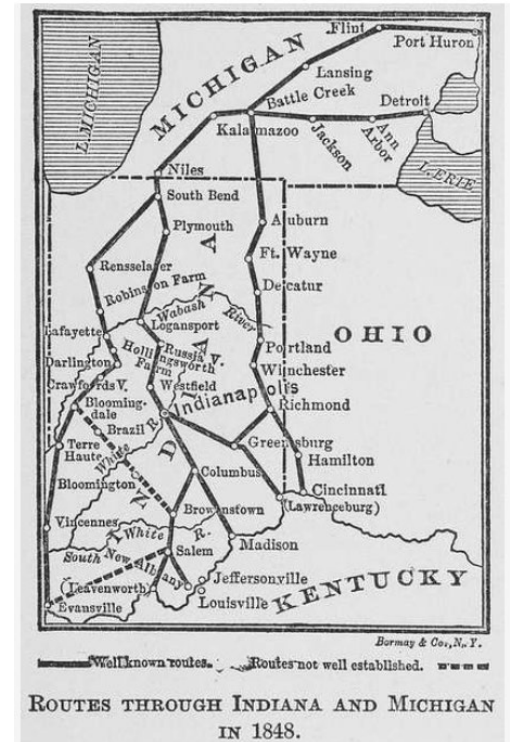 Flint
Port Huron
MICHIGAN
L. MICHIGAN
Lansing
Battle Creek
Detroit
Kalamazoo
Jackson
Ann
Arbor
L. ERIE
Niles
South Bend
Plymouth
Auburn
Ft. Wayne
Rensselaer
Robinson Farm
Decatur
Wabash
River
Lafayette
Logansport
OHIO
Darlington
Hollingsworth
Farm
Russia V.
Portland
Winchester
Crawfords V.
Westfield
INDIANA
Indianapolis
Richmond
Blooming-
dale
Brazil
White
R.
Greensburg
Terre
Haute
Hamilton
Columbus
Bloomington
Cincinnati
(Lawrenceburg)
Vincennes
Brownstown
White
R.
Madison
South
New Albany
Salem
Jeffersonville
(Leavenworth)
Louisville
KENTUCKY
Evansville
Bormay & Co., N. Y.
Well known routes.
Routes not well established.
ROUTES THROUGH INDIANA AND MICHIGAN
IN 1848.